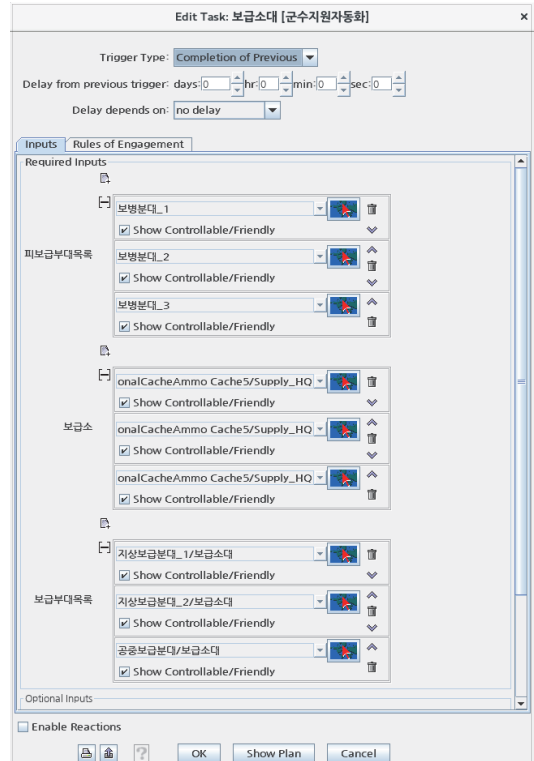 Edit Task: 보급소대 [군수지원자동화]
Trigger Type: Completion of Previous
Delay from previous trigger: days: 0 hr: 0 min: 0 sec: 0
Delay depends on: no delay
Inputs Rules of Engagement
Required Inputs
보병분대_1
Show Controllable/Friendly
피보급부대목록
보병분대_2
Show Controllable/Friendly
보병분대_3
Show Controllable/Friendly
onalCacheAmmo Cache5/Supply_HQ
Show Controllable/Friendly
보급소
onalCacheAmmo Cache5/Supply_HQ
Show Controllable/Friendly
onalCacheAmmo Cache5/Supply_HQ
Show Controllable/Friendly
지상보급분대_1/보급소대
Show Controllable/Friendly
보급부대목록
지상보급분대_2/보급소대
Show Controllable/Friendly
공중보급분대/보급소대
Show Controllable/Friendly
Optional Inputs
Enable Reactions
? OK Show Plan Cancel